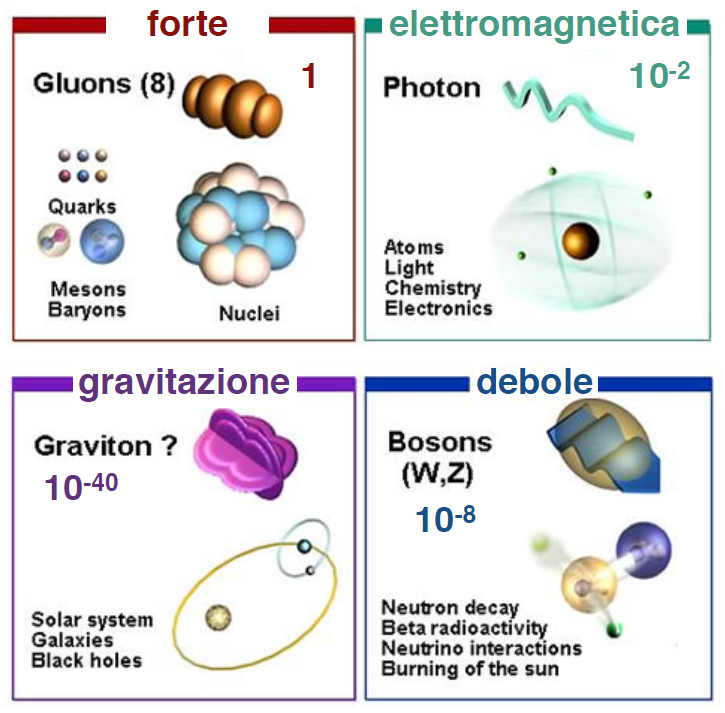 forte
Gluons (8)
1
Quarks
Mesons
Baryons
Nuclei
elettromagnetica
Photon
10-2
Atoms
Light
Chemistry
Electronics
gravitazione
Graviton ?
10-40
Solar system
Galaxies
Black holes
debole
Bosons
(W,Z)
10-8
Neutron decay
Beta radioactivity
Neutrino interactions
Burning of the sun